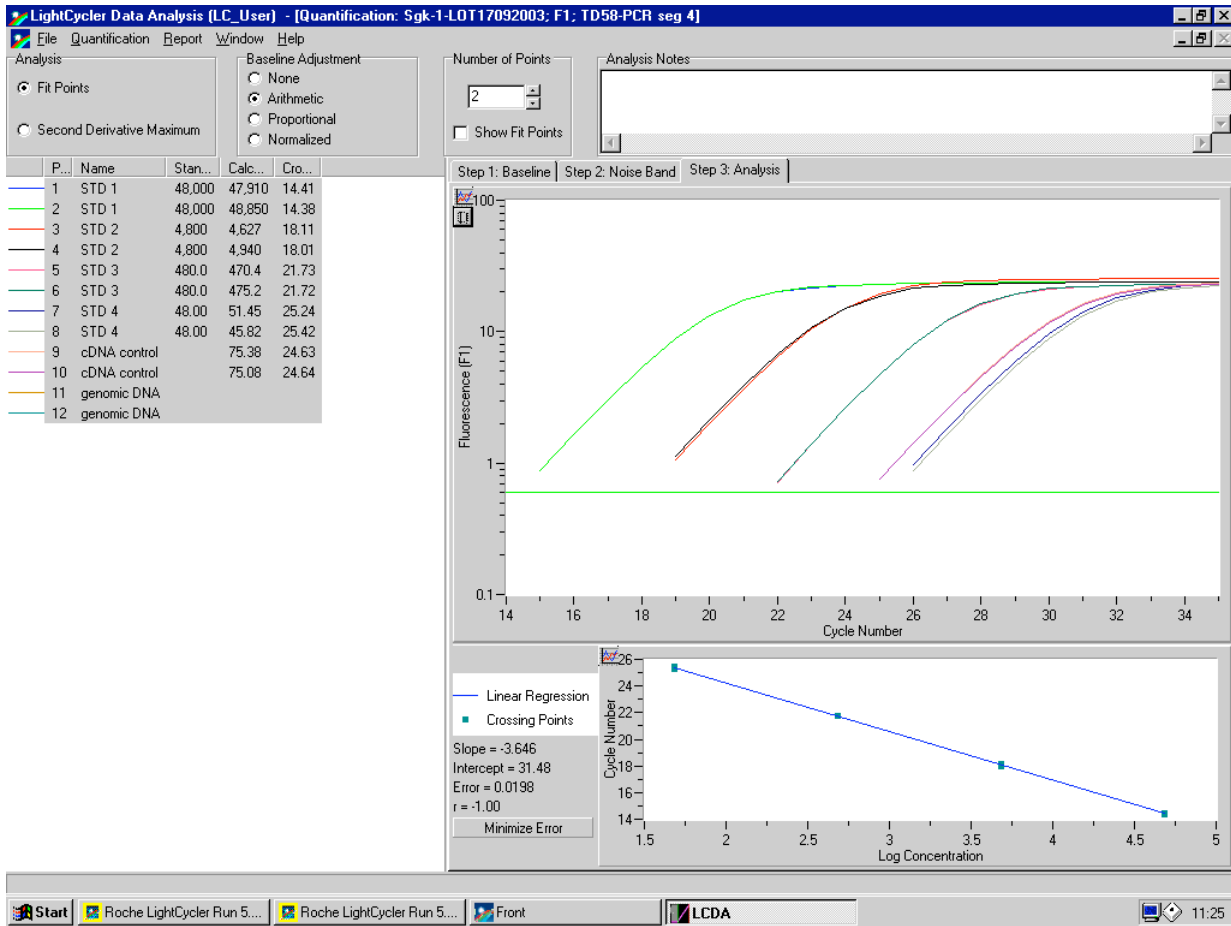 LightCycler Data Analysis (LC_User) - [Quantification: Sgk-1-LOT17092003; F1; TD58-PCR seg 4]
File Quantification Report Window Help
Analysis
Fit Points
Second Derivative Maximum
Baseline Adjustment
None
Arithmetic
Proportional
Normalized
Number of Points
2
Show Fit Points
Analysis Notes
P... Name Stan... Calc... Cro...
1 STD 1 48,000 47,910 14.41
2 STD 1 48,000 48,850 14.38
3 STD 2 4,800 4,627 18.11
4 STD 2 4,800 4,940 18.01
5 STD 3 480.0 470.4 21.73
6 STD 3 480.0 475.2 21.72
7 STD 4 48.00 51.45 25.24
8 STD 4 48.00 45.82 25.42
9 cDNA control 75.38 24.63
10 cDNA control 75.08 24.64
11 genomic DNA
12 genomic DNA
Step 1: Baseline Step 2: Noise Band Step 3: Analysis
100
10
1
0.1
Fluorescence (F1)
14 16 18 20 22 24 26 28 30 32 34
Cycle Number
Linear Regression
Crossing Points
Slope = -3.646
Intercept = 31.48
Error = 0.0198
r = -1.00
Minimize Error
26
24
22
20
18
16
14
Cycle Number
1.5 2 2.5 3 3.5 4 4.5 5
Log Concentration
Start Roche LightCycler Run 5.... Roche LightCycler Run 5.... Front LCDA 11:25